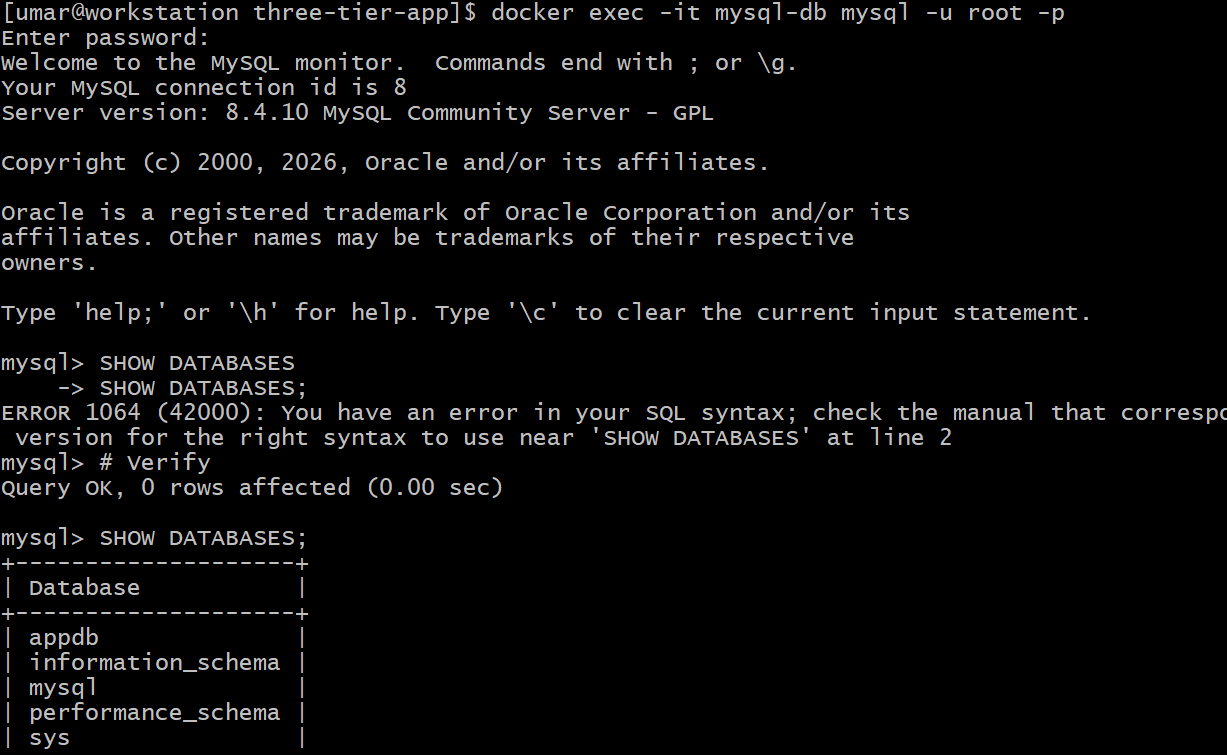 [umar@workstation three-tier-app]$ docker exec -it mysql-db mysql -u root -p
Enter password:
Welcome to the MySQL monitor.  Commands end with ; or \g.
Your MySQL connection id is 8
Server version: 8.4.10 MySQL Community Server - GPL

Copyright (c) 2000, 2026, Oracle and/or its affiliates.

Oracle is a registered trademark of Oracle Corporation and/or its
affiliates. Other names may be trademarks of their respective
owners.

Type 'help;' or '\h' for help. Type '\c' to clear the current input statement.

mysql> SHOW DATABASES
    -> SHOW DATABASES;
ERROR 1064 (42000): You have an error in your SQL syntax; check the manual that correspo
 version for the right syntax to use near 'SHOW DATABASES' at line 2
mysql> # Verify
Query OK, 0 rows affected (0.00 sec)

mysql> SHOW DATABASES;
+--------------------+
| Database           |
+--------------------+
| appdb              |
| information_schema |
| mysql              |
| performance_schema |
| sys                |